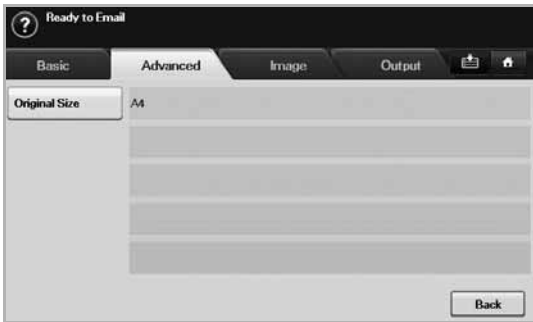 ? Ready to Email
Basic Advanced Image Output
Original Size A4
Back